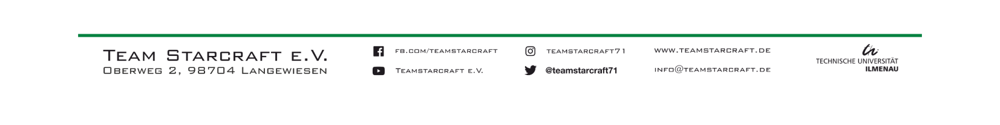 TEAM STARCRAFT E.V.
OBERWEG 2, 98704 LANGEWIESEN
FB.COM/TEAMSTARCRAFT
TEAMSTARCRAFT E.V.
TEAMSTARCRAFT71
@teamstarcraft71
WWW.TEAMSTARCRAFT.DE
INFO@TEAMSTARCRAFT.DE
th
TECHNISCHE UNIVERSITÄT
ILMENAU